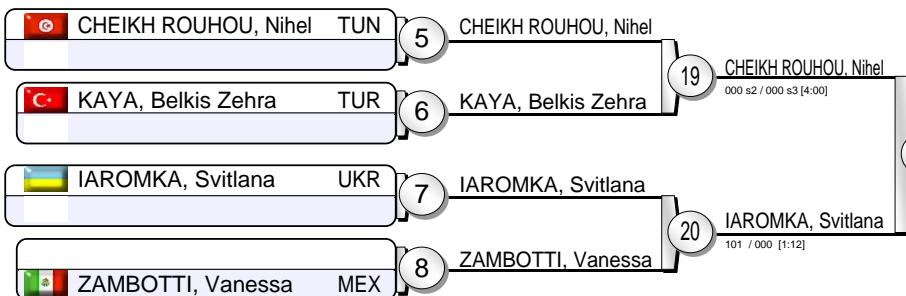 CHEIKH ROUHOU, Nihel TUN
5
CHEIKH ROUHOU, Nihel
19
CHEIKH ROUHOU, Nihel
000 s2 / 000 s3 [4:00]
KAYA, Belkis Zehra TUR
6
KAYA, Belkis Zehra
IAROMKA, Svitlana UKR
7
IAROMKA, Svitlana
20
IAROMKA, Svitlana
101 / 000 [1:12]
ZAMBOTTI, Vanessa MEX
8
ZAMBOTTI, Vanessa